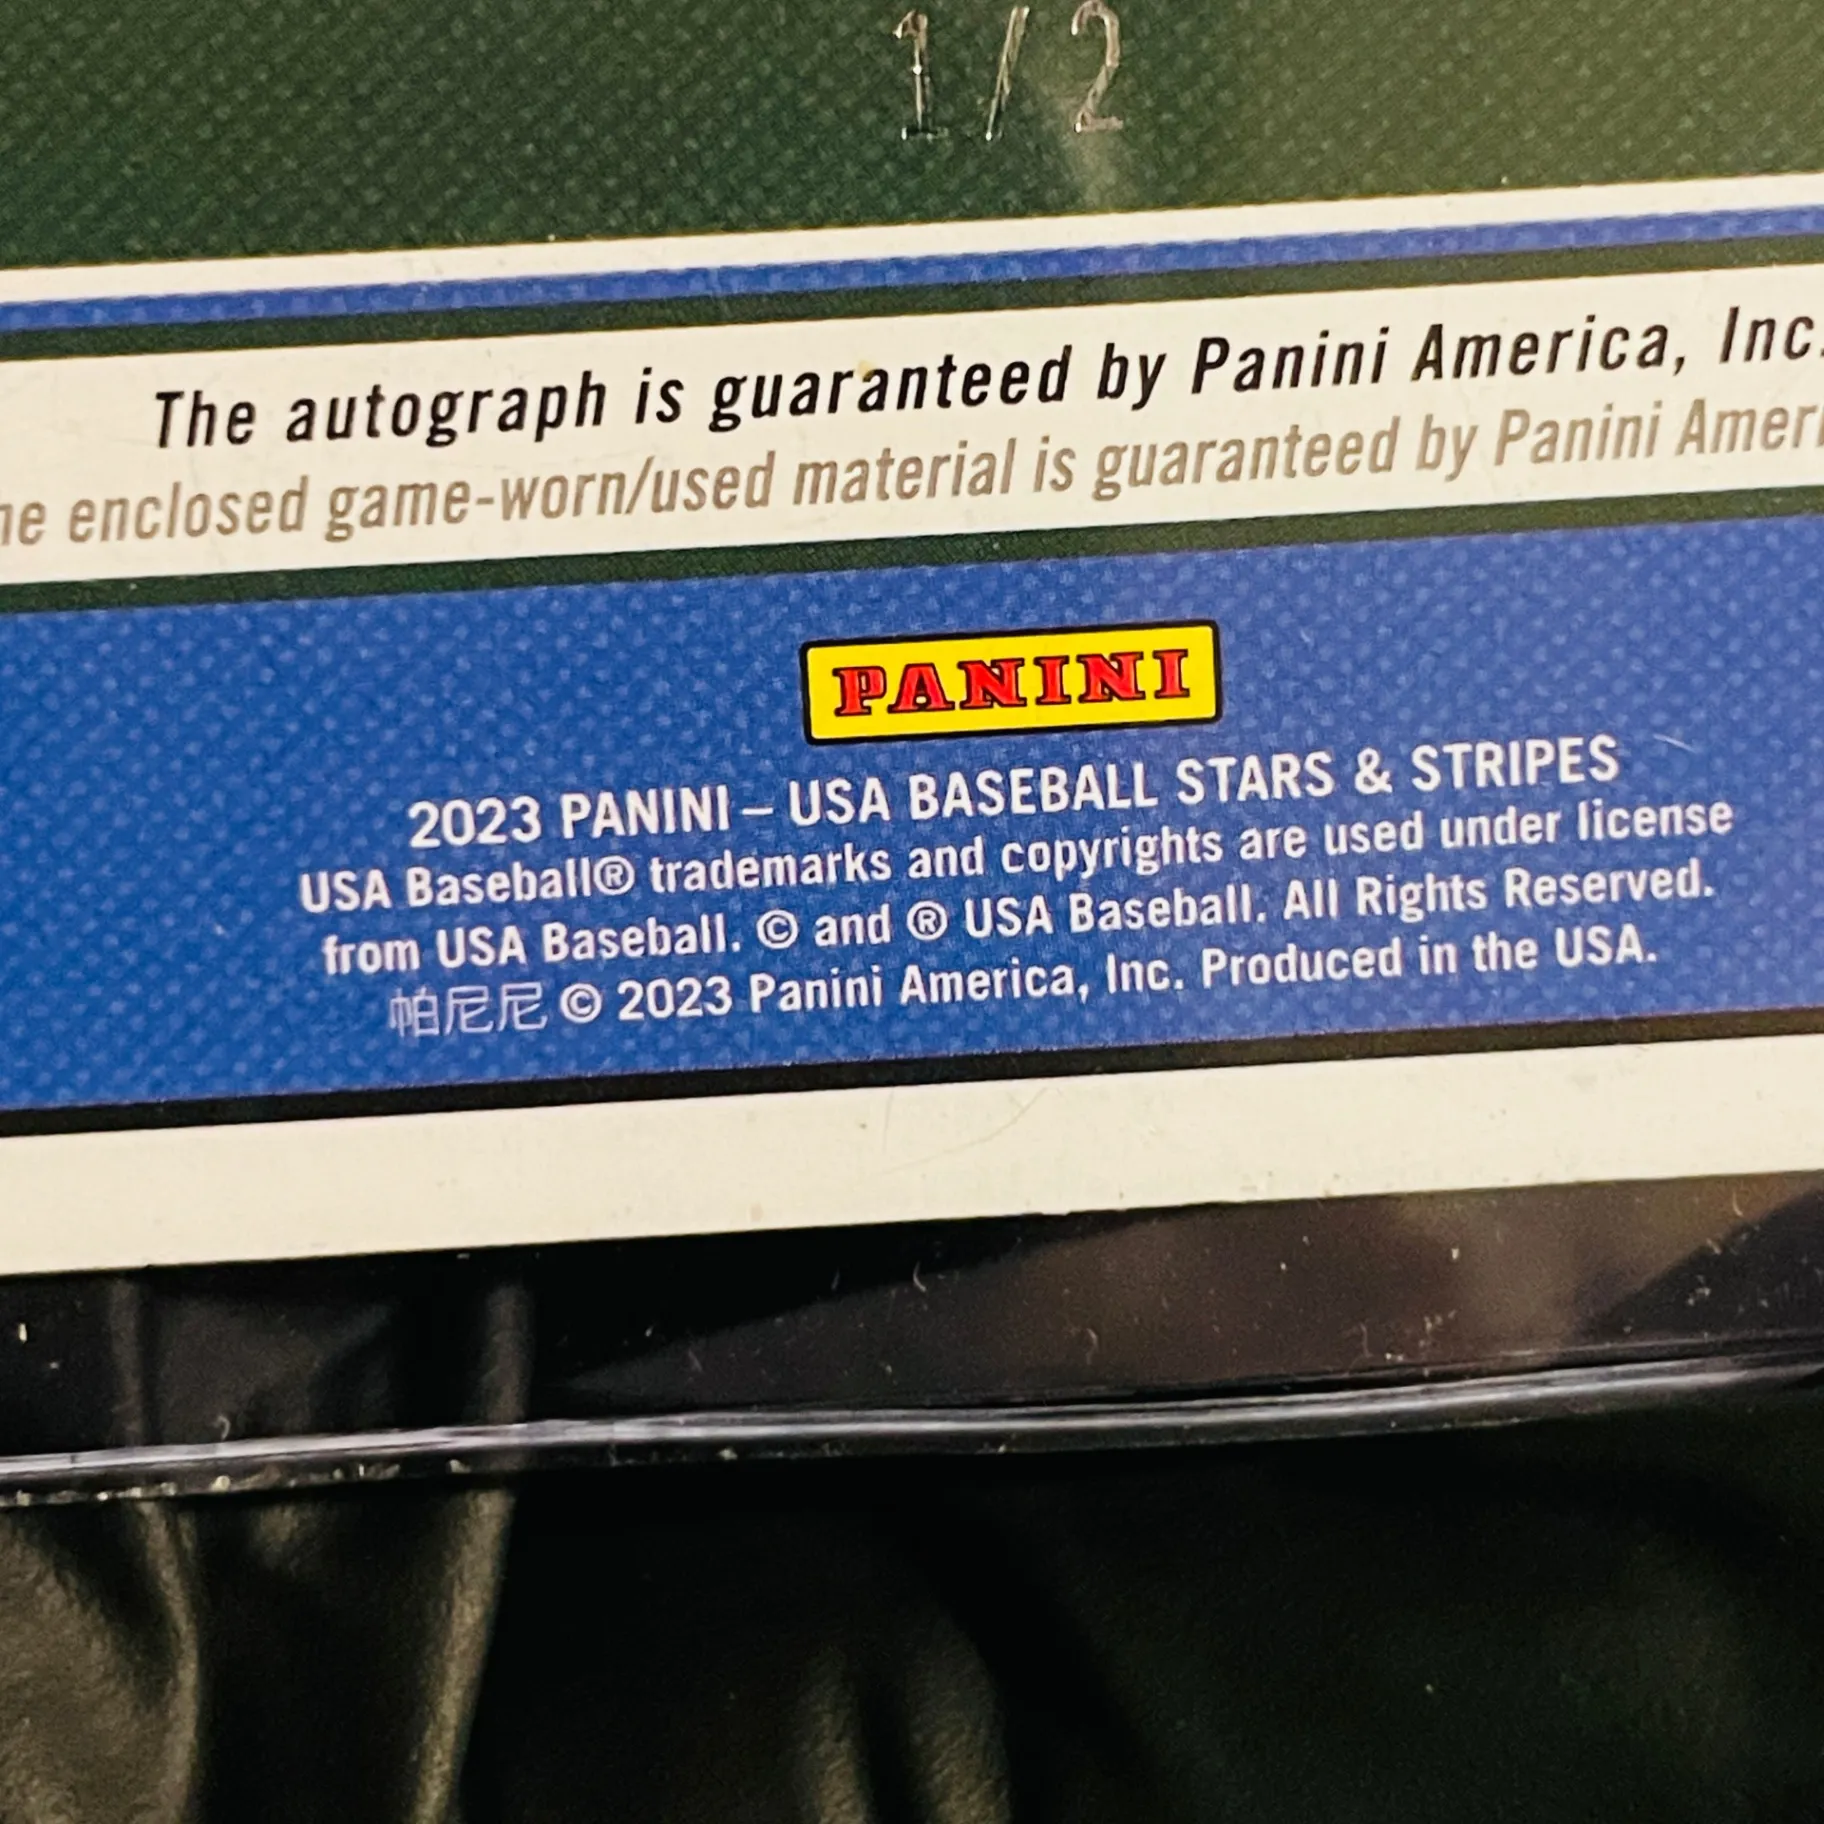 1/2
The autograph is guaranteed by Panini America, Inc.
enclosed game-worn/used material is guaranteed by Panini
PANINI
2023 PANINI – USA BASEBALL STARS & STRIPES
USA Baseball® trademarks and copyrights are used under license
from USA Baseball. © and ® USA Baseball. All Rights Reserved.
帕尼尼 © 2023 Panini America, Inc. Produced in the USA.